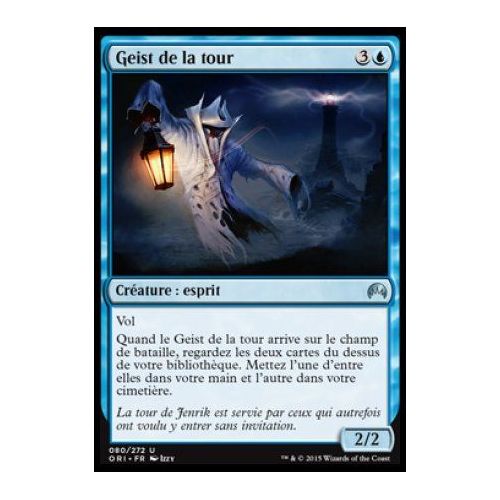 Geist de la tour 3
Créature : esprit
Vol
Quand le Geist de la tour arrive sur le champ
de bataille, regardez les deux cartes du dessus
de votre bibliothèque. Mettez l'une d'entre
elles dans votre main et l'autre dans votre
cimetière.
La tour de Jenrik est servie par ceux qui autrefois
ont voulu y entrer sans invitation.
2/2
080/272 U
ORI • FR Izzy
™ & © 2015 Wizards of the Coast